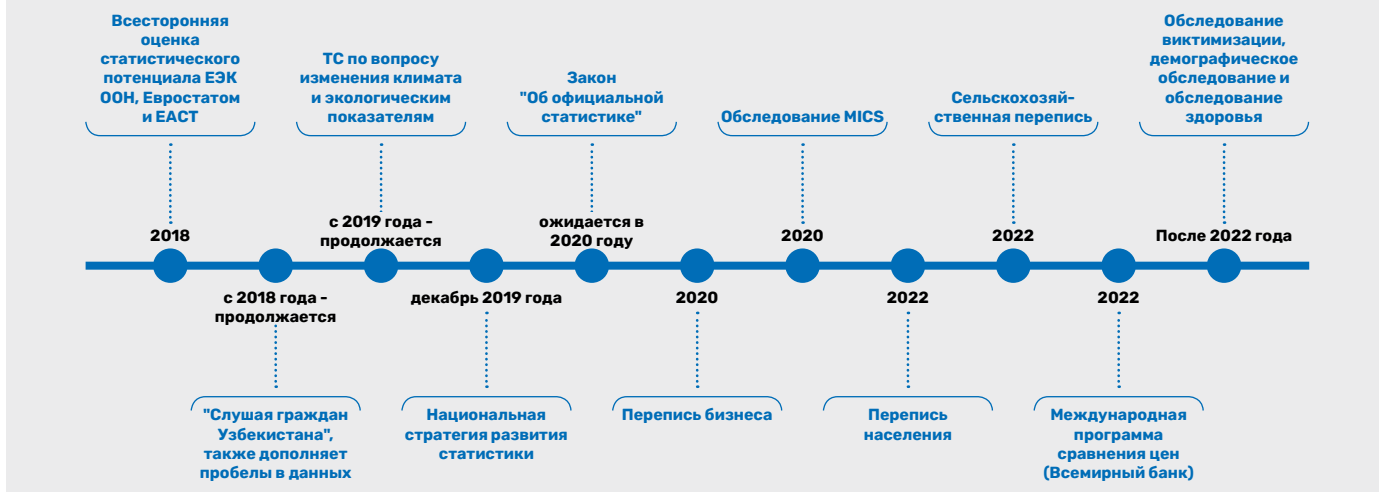 Всесторонняя
оценка
статистического
потенциала ЕЭК
ООН, Евростатом
и ЕАСТ
2018
с 2018 года -
продолжается
"Слушая граждан
Узбекистана",
также дополняет
пробелы в данных
ТС по вопросу
изменения климата
и экологическим
показателям
с 2019 года -
продолжается
декабрь 2019 года
Национальная
стратегия развития
статистики
Закон
"Об официальной
статистике"
ожидается в
2020 году
2020
Перепись бизнеса
Обследование MICS
2020
2022
Перепись
населения
Сельскохозяй-
ственная перепись
2022
2022
Международная
программа
сравнения цен
(Всемирный банк)
Обследование
виктимизации,
демографическое
обследование и
обследование
здоровья
После 2022 года